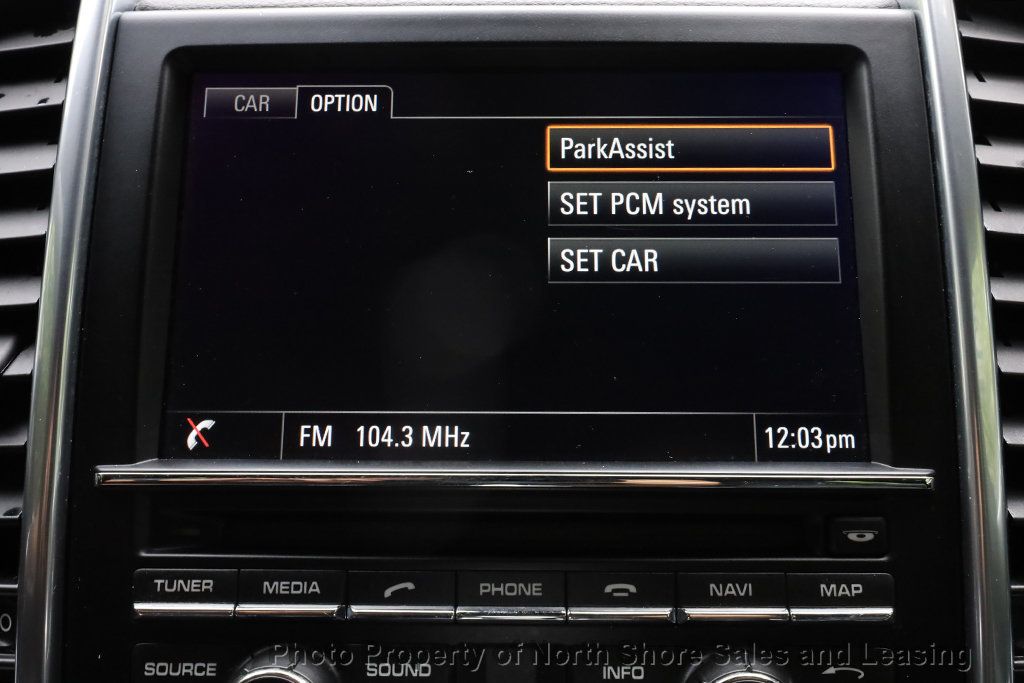 CAR OPTION
ParkAssist
SET PCM system
SET CAR
FM 104.3 MHz 12:03pm
TUNER MEDIA PHONE NAVI MAP
SOURCE SOUND INFO
Photo Property of North Shore Sales and Leasing